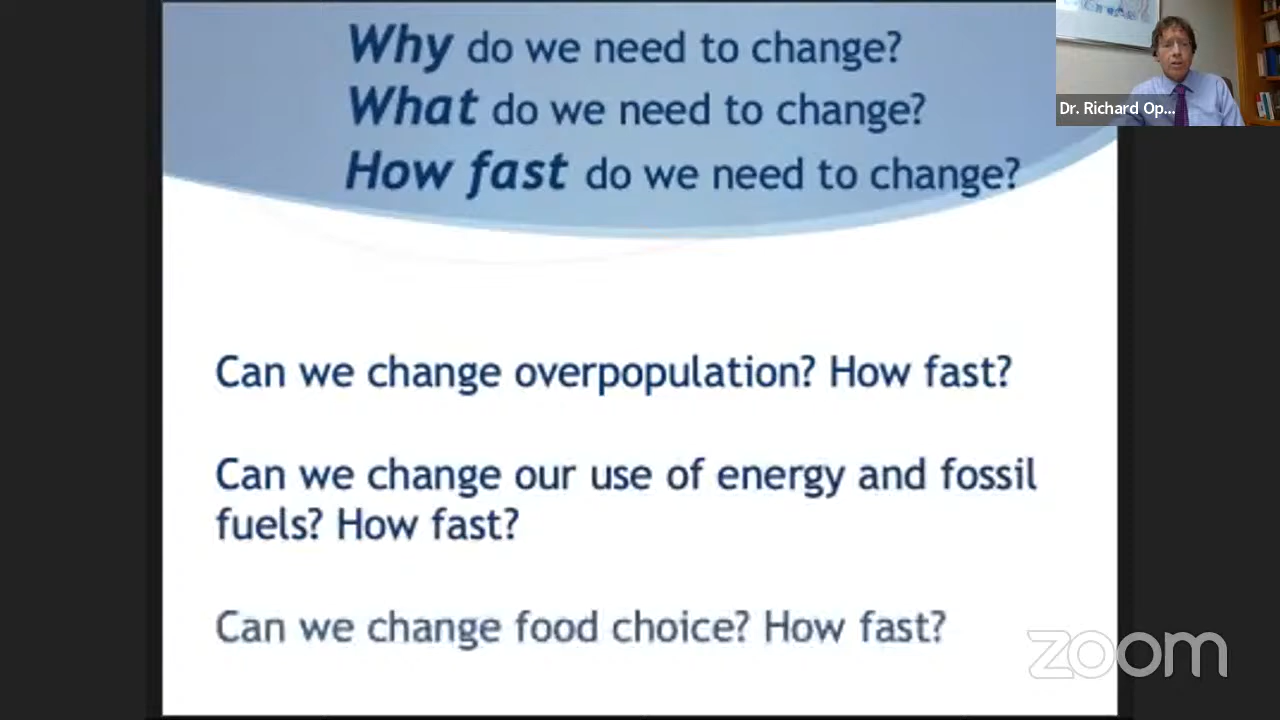 Why do we need to change?
What do we need to change?
How fast do we need to change?
Dr. Richard Op...
Can we change overpopulation? How fast?
Can we change our use of energy and fossil
fuels? How fast?
Can we change food choice? How fast?
zoom